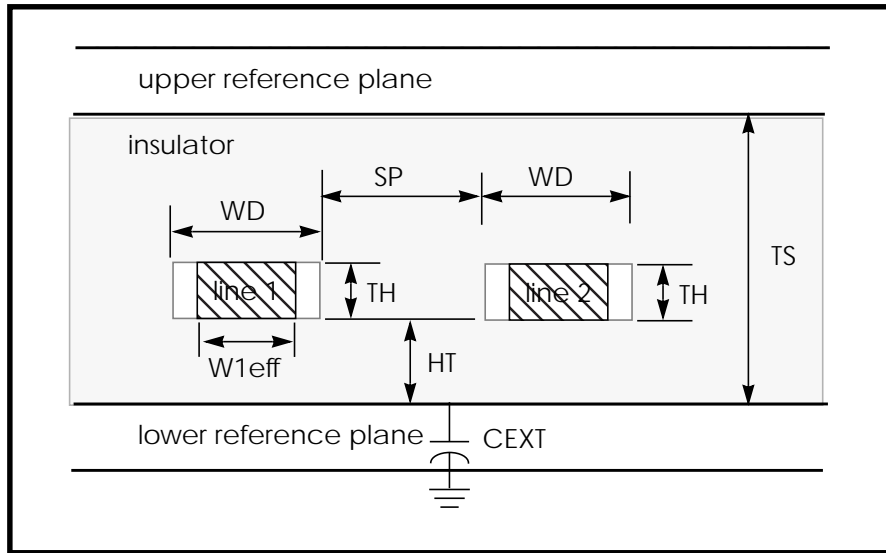 upper reference plane
insulator
SP
WD
WD
TS
line 1
TH
line 2
TH
W1eff
HT
lower reference plane
CEXT